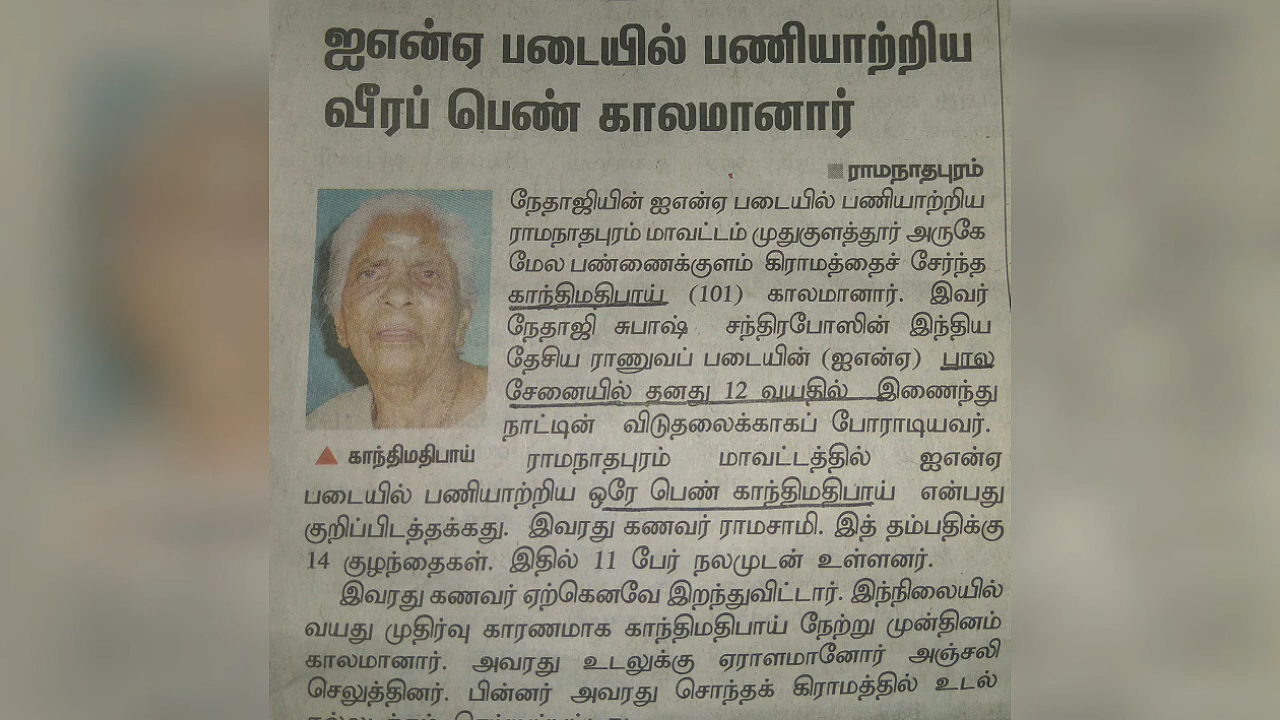 ஐஎன்ஏ படையில் பணியாற்றிய
வீரப் பெண் காலமானார்
ராமநாதபுரம்
நேதாஜியின் ஐஎன்ஏ படையில் பணியாற்றிய
ராமநாதபுரம் மாவட்டம் முதுகுளத்தூர் அருகே
மேல பண்ணைக்குளம் கிராமத்தைச் சேர்ந்த
காந்திமதிபாய் (101) காலமானார். இவர்
நேதாஜி சுபாஷ் சந்திரபோஸின் இந்திய
தேசிய ராணுவப் படையின் (ஐஎன்ஏ) பால
சேனையில் தனது 12 வயதில் இணைந்து
நாட்டின் விடுதலைக்காகப் போராடியவர்.
▲ காந்திமதிபாய்
ராமநாதபுரம் மாவட்டத்தில் ஐஎன்ஏ
படையில் பணியாற்றிய ஒரே பெண் காந்திமதிபாய் என்பது
குறிப்பிடத்தக்கது. இவரது கணவர் ராமசாமி. இத் தம்பதிக்கு
14 குழந்தைகள். இதில் 11 பேர் நலமுடன் உள்ளனர்.
இவரது கணவர் ஏற்கெனவே இறந்துவிட்டார். இந்நிலையில்
வயது முதிர்வு காரணமாக காந்திமதிபாய் நேற்று முன்தினம்
காலமானார். அவரது உடலுக்கு ஏராளமானோர் அஞ்சலி
செலுத்தினர். பின்னர் அவரது சொந்தக் கிராமத்தில் உடல்